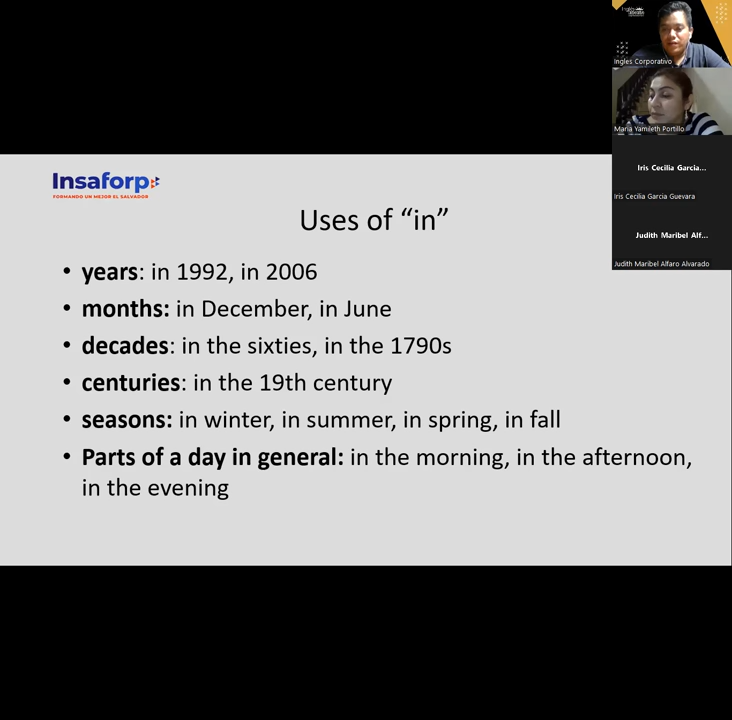 Ingles Corporativo
Maria Yamileth Portillo
Iris Cecilia Garcia...
Iris Cecilia Garcia Guevara
Judith Maribel Alf...
Judith Maribel Alfaro Alvarado
Insaforp
FORMANDO UN MEJOR EL SALVADOR
Uses of “in”
• years: in 1992, in 2006
• months: in December, in June
• decades: in the sixties, in the 1790s
• centuries: in the 19th century
• seasons: in winter, in summer, in spring, in fall
• Parts of a day in general: in the morning, in the afternoon,
in the evening